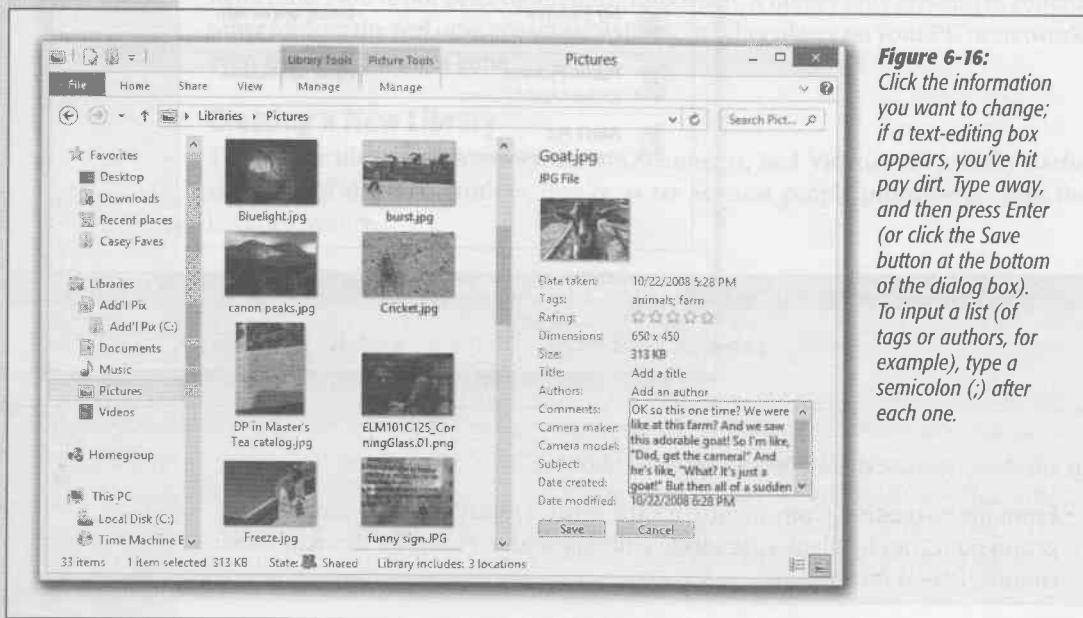 Library Tools Picture Tools Pictures
File Home Share View Manage Manage
Libraries Pictures Search Pict...
Favorites
Desktop
Downloads
Recent places
Casey Faves
Libraries
Add'l Pix
Add'l Pix (C:)
Documents
Music
Pictures
Videos
Homegroup
This PC
Local Disk (C:)
Time Machine E
Bluelight.jpg burst.jpg
canon peaks.jpg Cricket.jpg
DP in Master's
Tea catalog.jpg
ELM101C125_Cor
ningGlass.01.png
Freeze.jpg funny sign.JPG
Goat.jpg
JPG File
Date taken: 10/22/2008 5:28 PM
Tags: animals; farm
Rating:
Dimensions: 650 x 450
Size: 313 KB
Title: Add a title
Authors: Add an author
Comments:
Camera maker:
Camera model:
Subject:
Date created:
OK so this one time? We were
like at this farm? And we saw
this adorable goat! So I'm like,
"Dad, get the camera!" And
he's like, "What? It's just a
goat!" But then all of a sudden
Date modified: 10/22/2008 6:28 PM
Save Cancel
33 items 1 item selected 313 KB State: Shared Library includes: 3 locations
Figure 6-16:
Click the information
you want to change;
if a text-editing box
appears, you've hit
pay dirt. Type away,
and then press Enter
(or click the Save
button at the bottom
of the dialog box).
To input a list (of
tags or authors, for
example), type a
semicolon (;) after
each one.